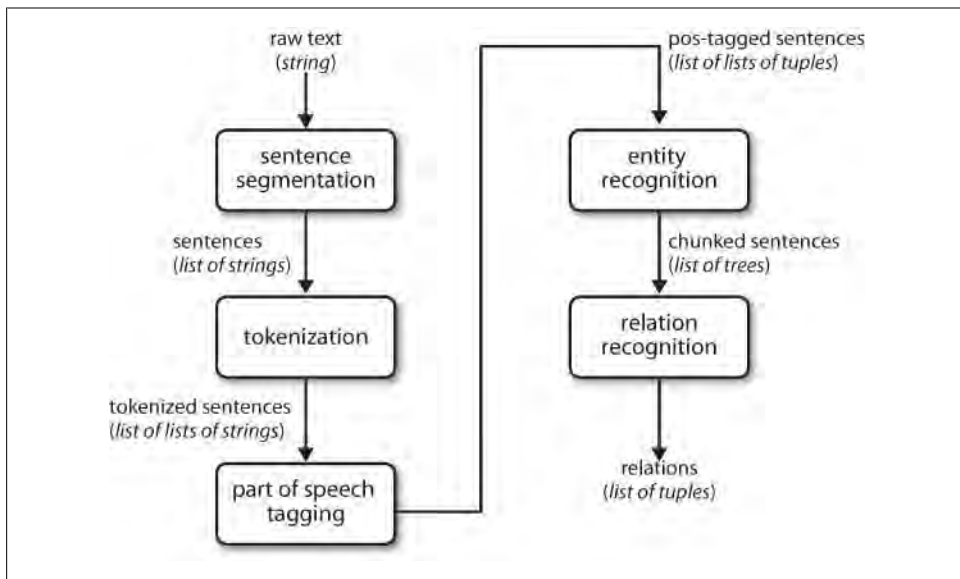 raw text
(string)
sentence
segmentation
sentences
(list of strings)
tokenization
tokenized sentences
(list of lists of strings)
part of speech
tagging
pos-tagged sentences
(list of lists of tuples)
entity
recognition
chunked sentences
(list of trees)
relation
recognition
relations
(list of tuples)